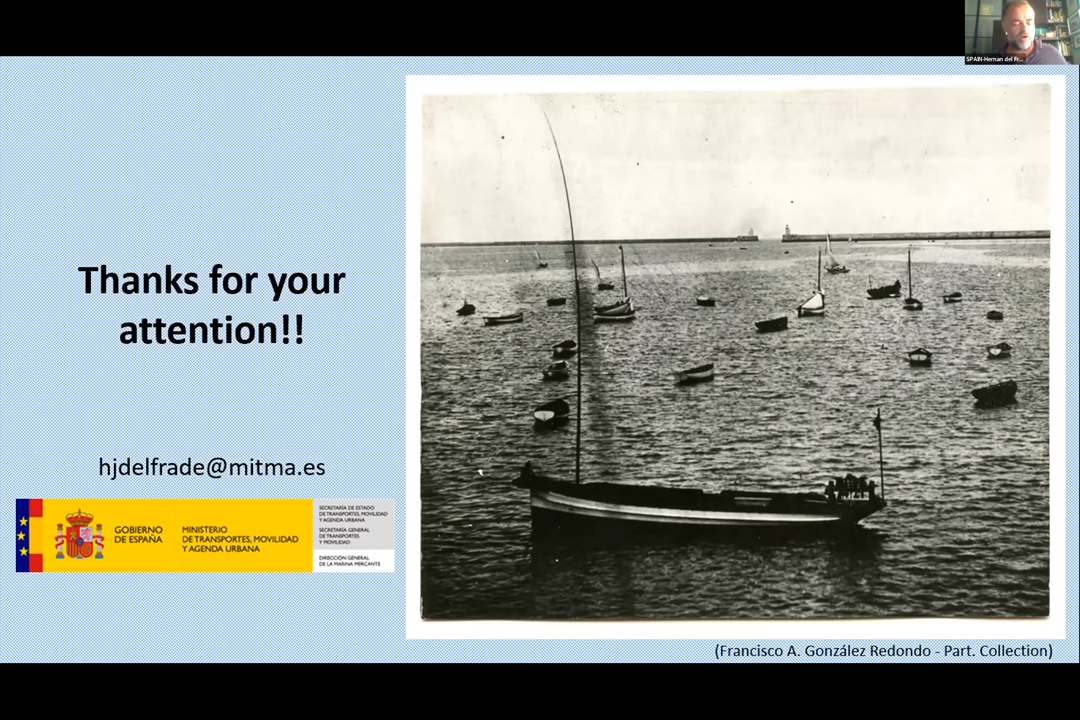 SPAIN-Hernan del Fr...
Thanks for your
attention!!
hjdelfrade@mitma.es
GOBIERNO
DE ESPAÑA
MINISTERIO
DE TRANSPORTES, MOVILIDAD
Y AGENDA URBANA
SECRETARÍA DE ESTADO
DE TRANSPORTES, MOVILIDAD
Y AGENDA URBANA
SECRETARÍA GENERAL
DE TRANSPORTES
Y MOVILIDAD
DIRECCIÓN GENERAL
DE LA MARINA MERCANTE
(Francisco A. González Redondo - Part. Collection)